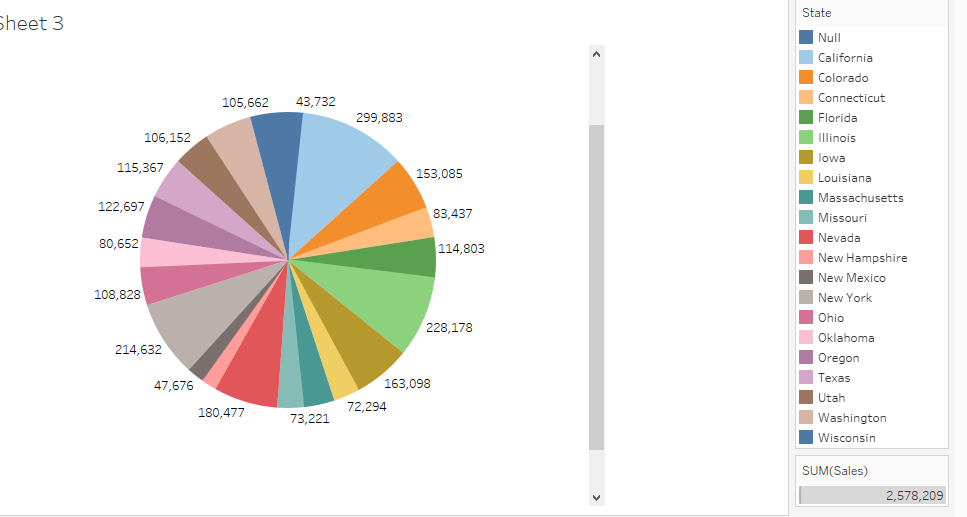 Sheet 3
105,662
43,732
299,883
106,152
153,085
115,367
83,437
122,697
114,803
80,652
108,828
228,178
214,632
163,098
47,676
72,294
180,477
73,221
State
Null
California
Colorado
Connecticut
Florida
Illinois
Iowa
Louisiana
Massachusetts
Missouri
Nevada
New Hampshire
New Mexico
New York
Ohio
Oklahoma
Oregon
Texas
Utah
Washington
Wisconsin
SUM(Sales)
2,578,209